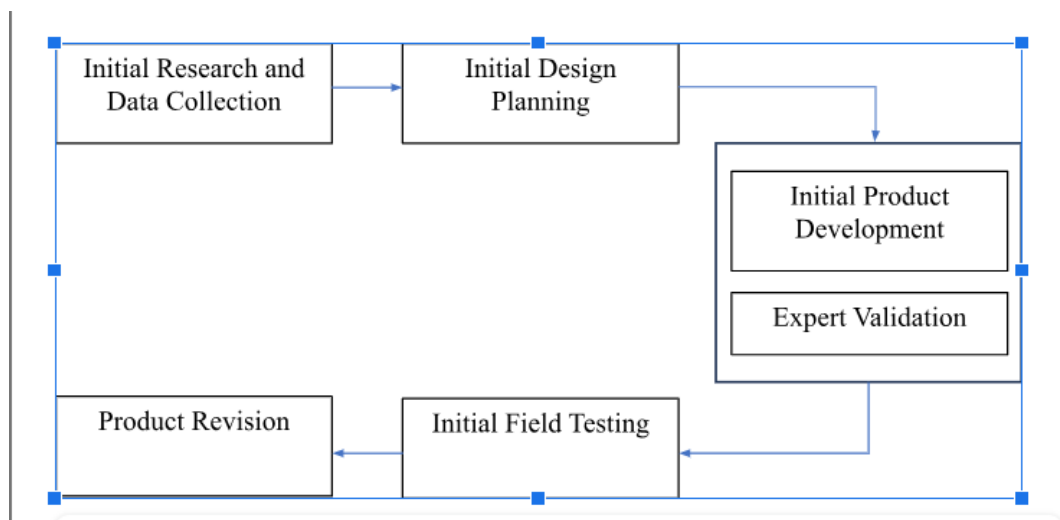 Initial Research and
Data Collection
Initial Design
Planning
Initial Product
Development
Expert Validation
Initial Field Testing
Product Revision